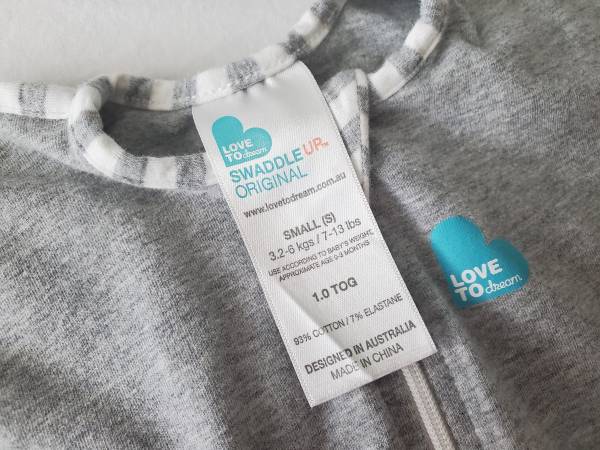 LOVE
TO dream
SWADDLE UP™
ORIGINAL
www.lovetodream.com.au
SMALL (S)
3.2-6 kgs / 7-13 lbs
USE ACCORDING TO BABY'S WEIGHT,
APPROXIMATE AGE 0-3 MONTHS
1.0 TOG
93% COTTON / 7% ELASTANE
DESIGNED IN AUSTRALIA
MADE IN CHINA
LOVE
TO dream